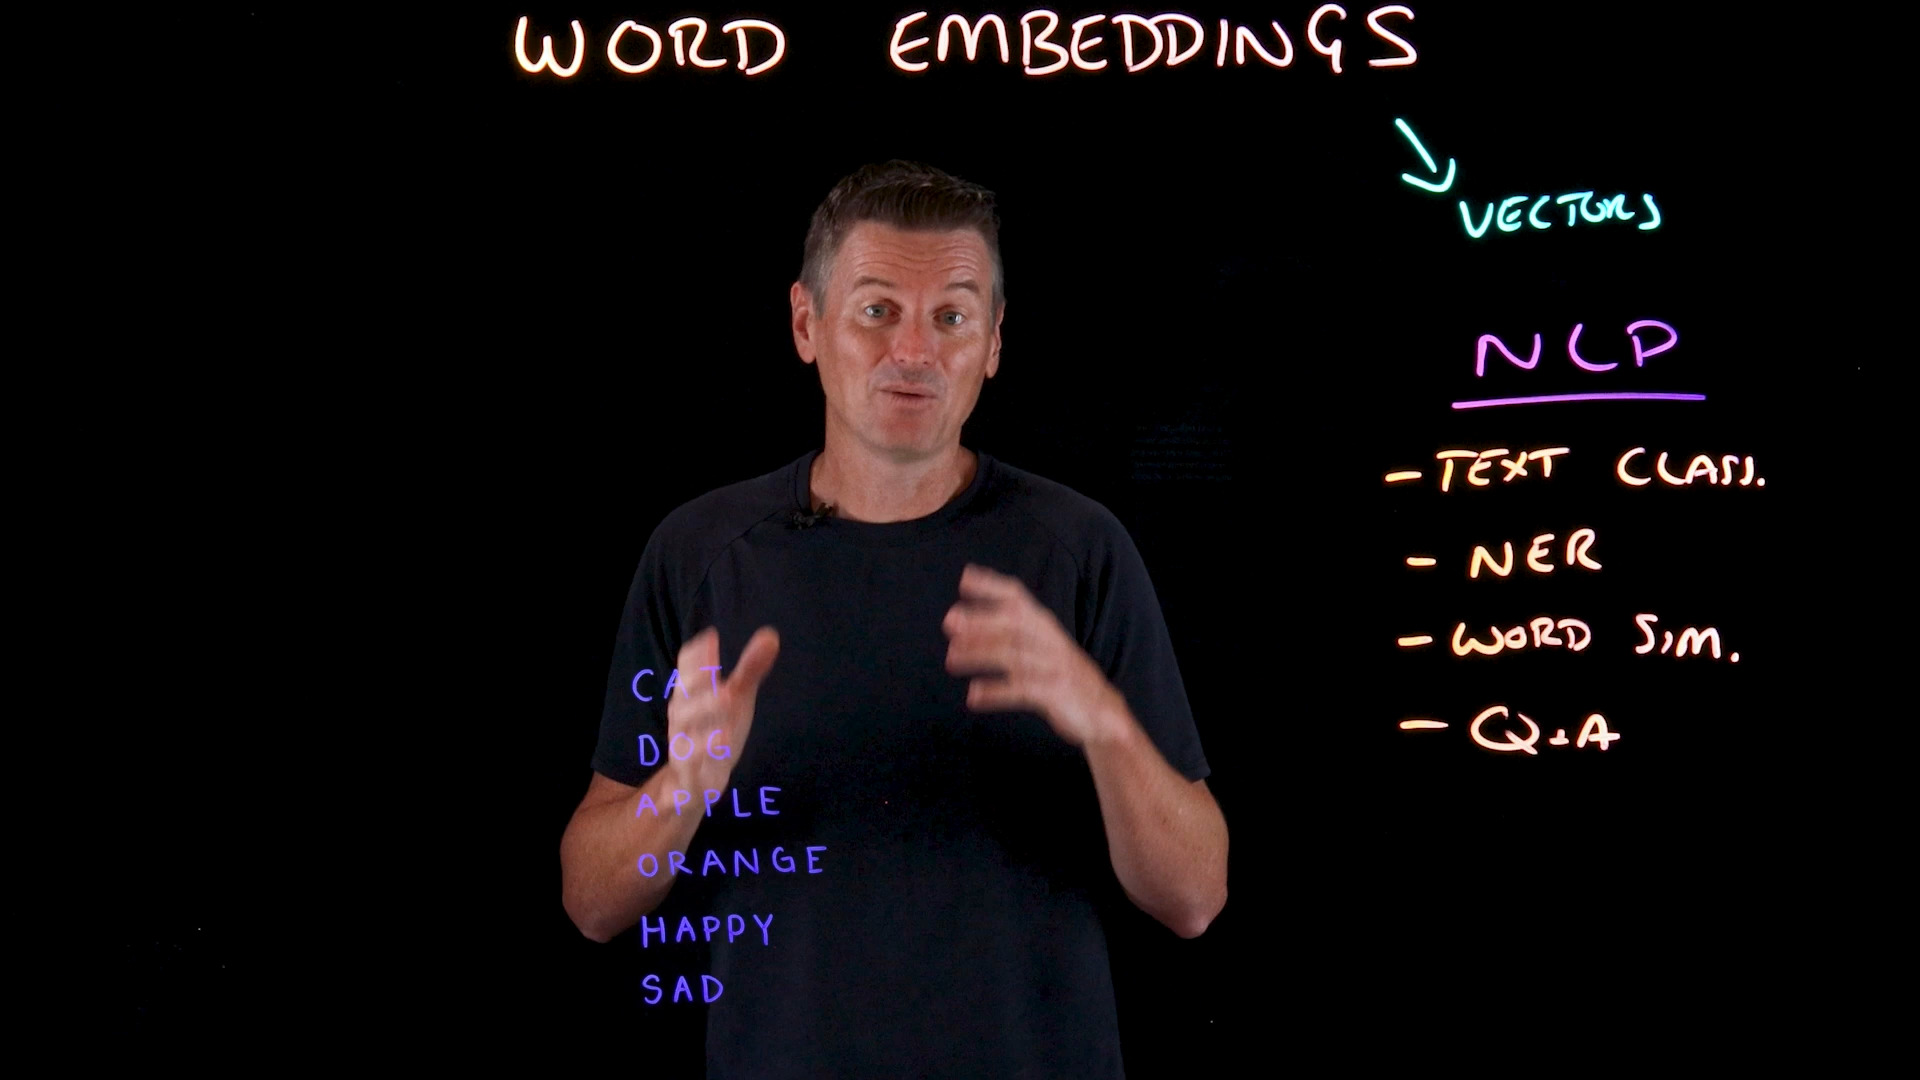 WORD EMBEDDINGS
VECTORS
NLP
- TEXT CLASS.
- NER
- WORD SIM.
- Q+A
CAT
DOG
APPLE
ORANGE
HAPPY
SAD